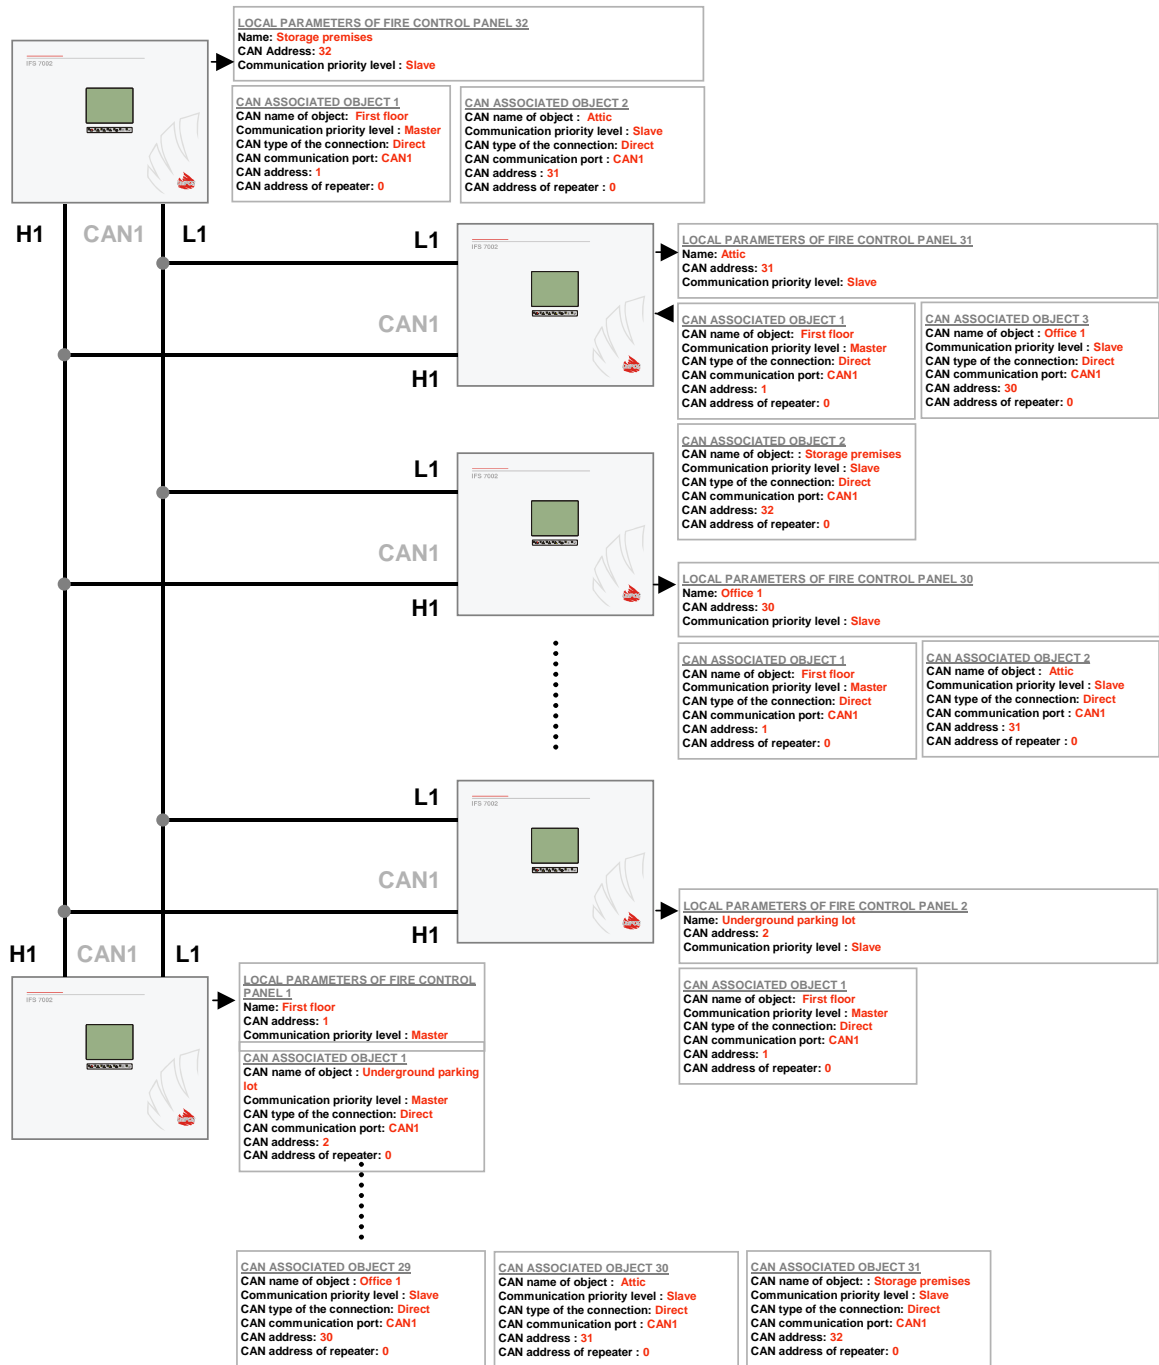 LOCAL PARAMETERS OF FIRE CONTROL PANEL 32
Name: Storage premises
CAN Address: 32
Communication priority level : Slave
IFS 7002
CAN ASSOCIATED OBJECT 1
CAN name of object:  First floor
Communication priority level : Master
CAN type of the connection: Direct
CAN communication port: CAN1
CAN address: 1
CAN address of repeater: 0
CAN ASSOCIATED OBJECT 2
CAN name of object :  Attic
Communication priority level : Slave
CAN type of the connection: Direct
CAN communication port : CAN1
CAN address : 31
CAN address of repeater : 0
H1 CAN1 L1
L1
CAN1
H1
IFS 7002
LOCAL PARAMETERS OF FIRE CONTROL PANEL 31
Name: Attic
CAN address: 31
Communication priority level: Slave
CAN ASSOCIATED OBJECT 1
CAN name of object:  First floor
Communication priority level : Master
CAN type of the connection: Direct
CAN communication port: CAN1
CAN address: 1
CAN address of repeater: 0
CAN ASSOCIATED OBJECT 3
CAN name of object : Office 1
Communication priority level : Slave
CAN type of the connection: Direct
CAN communication port: CAN1
CAN address: 30
CAN address of repeater: 0
CAN ASSOCIATED OBJECT 2
CAN name of object: : Storage premises
Communication priority level : Slave
CAN type of the connection: Direct
CAN communication port: CAN1
CAN address: 32
CAN address of repeater: 0
L1
CAN1
H1
IFS 7002
LOCAL PARAMETERS OF FIRE CONTROL PANEL 30
Name: Office 1
CAN address: 30
Communication priority level : Slave
CAN ASSOCIATED OBJECT 1
CAN name of object:  First floor
Communication priority level : Master
CAN type of the connection: Direct
CAN communication port: CAN1
CAN address: 1
CAN address of repeater: 0
CAN ASSOCIATED OBJECT 2
CAN name of object :  Attic
Communication priority level : Slave
CAN type of the connection: Direct
CAN communication port : CAN1
CAN address : 31
CAN address of repeater : 0
L1
CAN1
H1
IFS 7002
LOCAL PARAMETERS OF FIRE CONTROL PANEL 2
Name: Underground parking lot
CAN address: 2
Communication priority level : Slave
CAN ASSOCIATED OBJECT 1
CAN name of object:  First floor
Communication priority level : Master
CAN type of the connection: Direct
CAN communication port: CAN1
CAN address: 1
CAN address of repeater: 0
H1 CAN1 L1
IFS 7002
LOCAL PARAMETERS OF FIRE CONTROL
PANEL 1
Name: First floor
CAN address: 1
Communication priority level : Master
CAN ASSOCIATED OBJECT 1
CAN name of object : Underground parking
lot
Communication priority level : Master
CAN type of the connection: Direct
CAN communication port: CAN1
CAN address: 2
CAN address of repeater: 0
CAN ASSOCIATED OBJECT 29
CAN name of object : Office 1
Communication priority level : Slave
CAN type of the connection: Direct
CAN communication port: CAN1
CAN address: 30
CAN address of repeater: 0
CAN ASSOCIATED OBJECT 30
CAN name of object :  Attic
Communication priority level : Slave
CAN type of the connection: Direct
CAN communication port : CAN1
CAN address : 31
CAN address of repeater : 0
CAN ASSOCIATED OBJECT 31
CAN name of object: : Storage premises
Communication priority level : Slave
CAN type of the connection: Direct
CAN communication port: CAN1
CAN address: 32
CAN address of repeater: 0